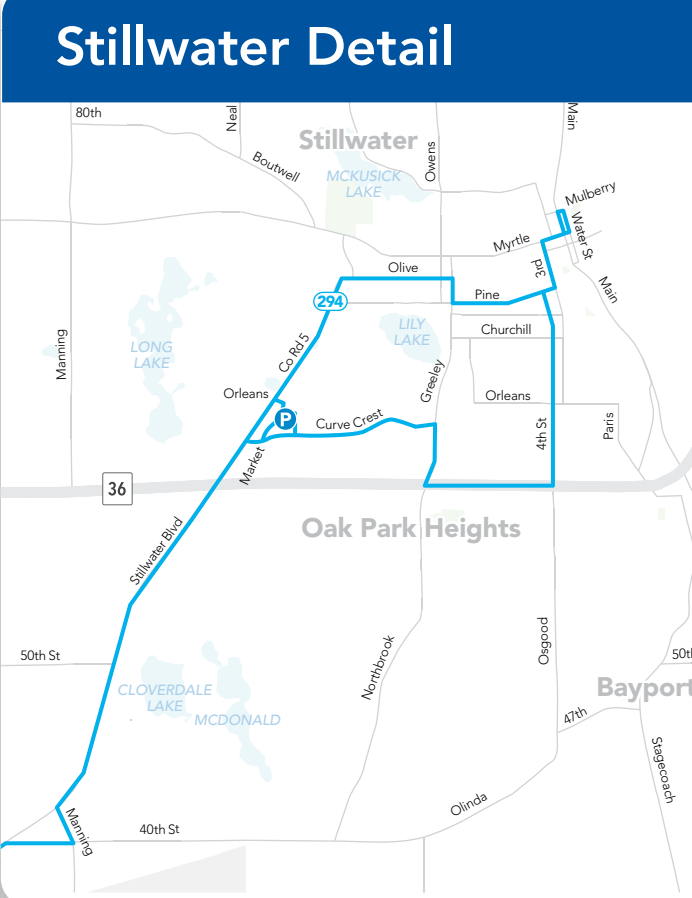 Stillwater Detail
80th
Neal
Main
Stillwater
Owens
Boutwell
MCKUSICK
LAKE
Mulberry
Water St
Myrtle
3rd
Olive
Main
Pine
294
Churchill
LILY
LAKE
Manning
LONG
LAKE
Co Rd 5
Greeley
Orleans
Orleans
P
Curve Crest
4th St
Paris
Market
36
Oak Park Heights
Stillwater Blvd
50th St
Northbrook
Osgood
50th
CLOVERDALE
LAKE
MCDONALD
Bayport
47th
Stagecoach
Olinda
Manning
40th St